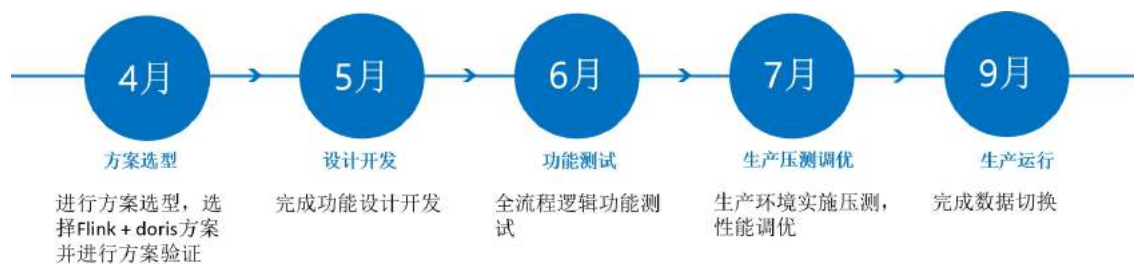 4月
5月
6月
7月
9月
方案选型
设计开发
功能测试
生产压测调优
生产运行
进行方案选型，选
择Flink + doris方案
并进行方案验证
完成功能设计开发
全流程逻辑功能测
试
生产环境实施压测，
性能调优
完成数据切换